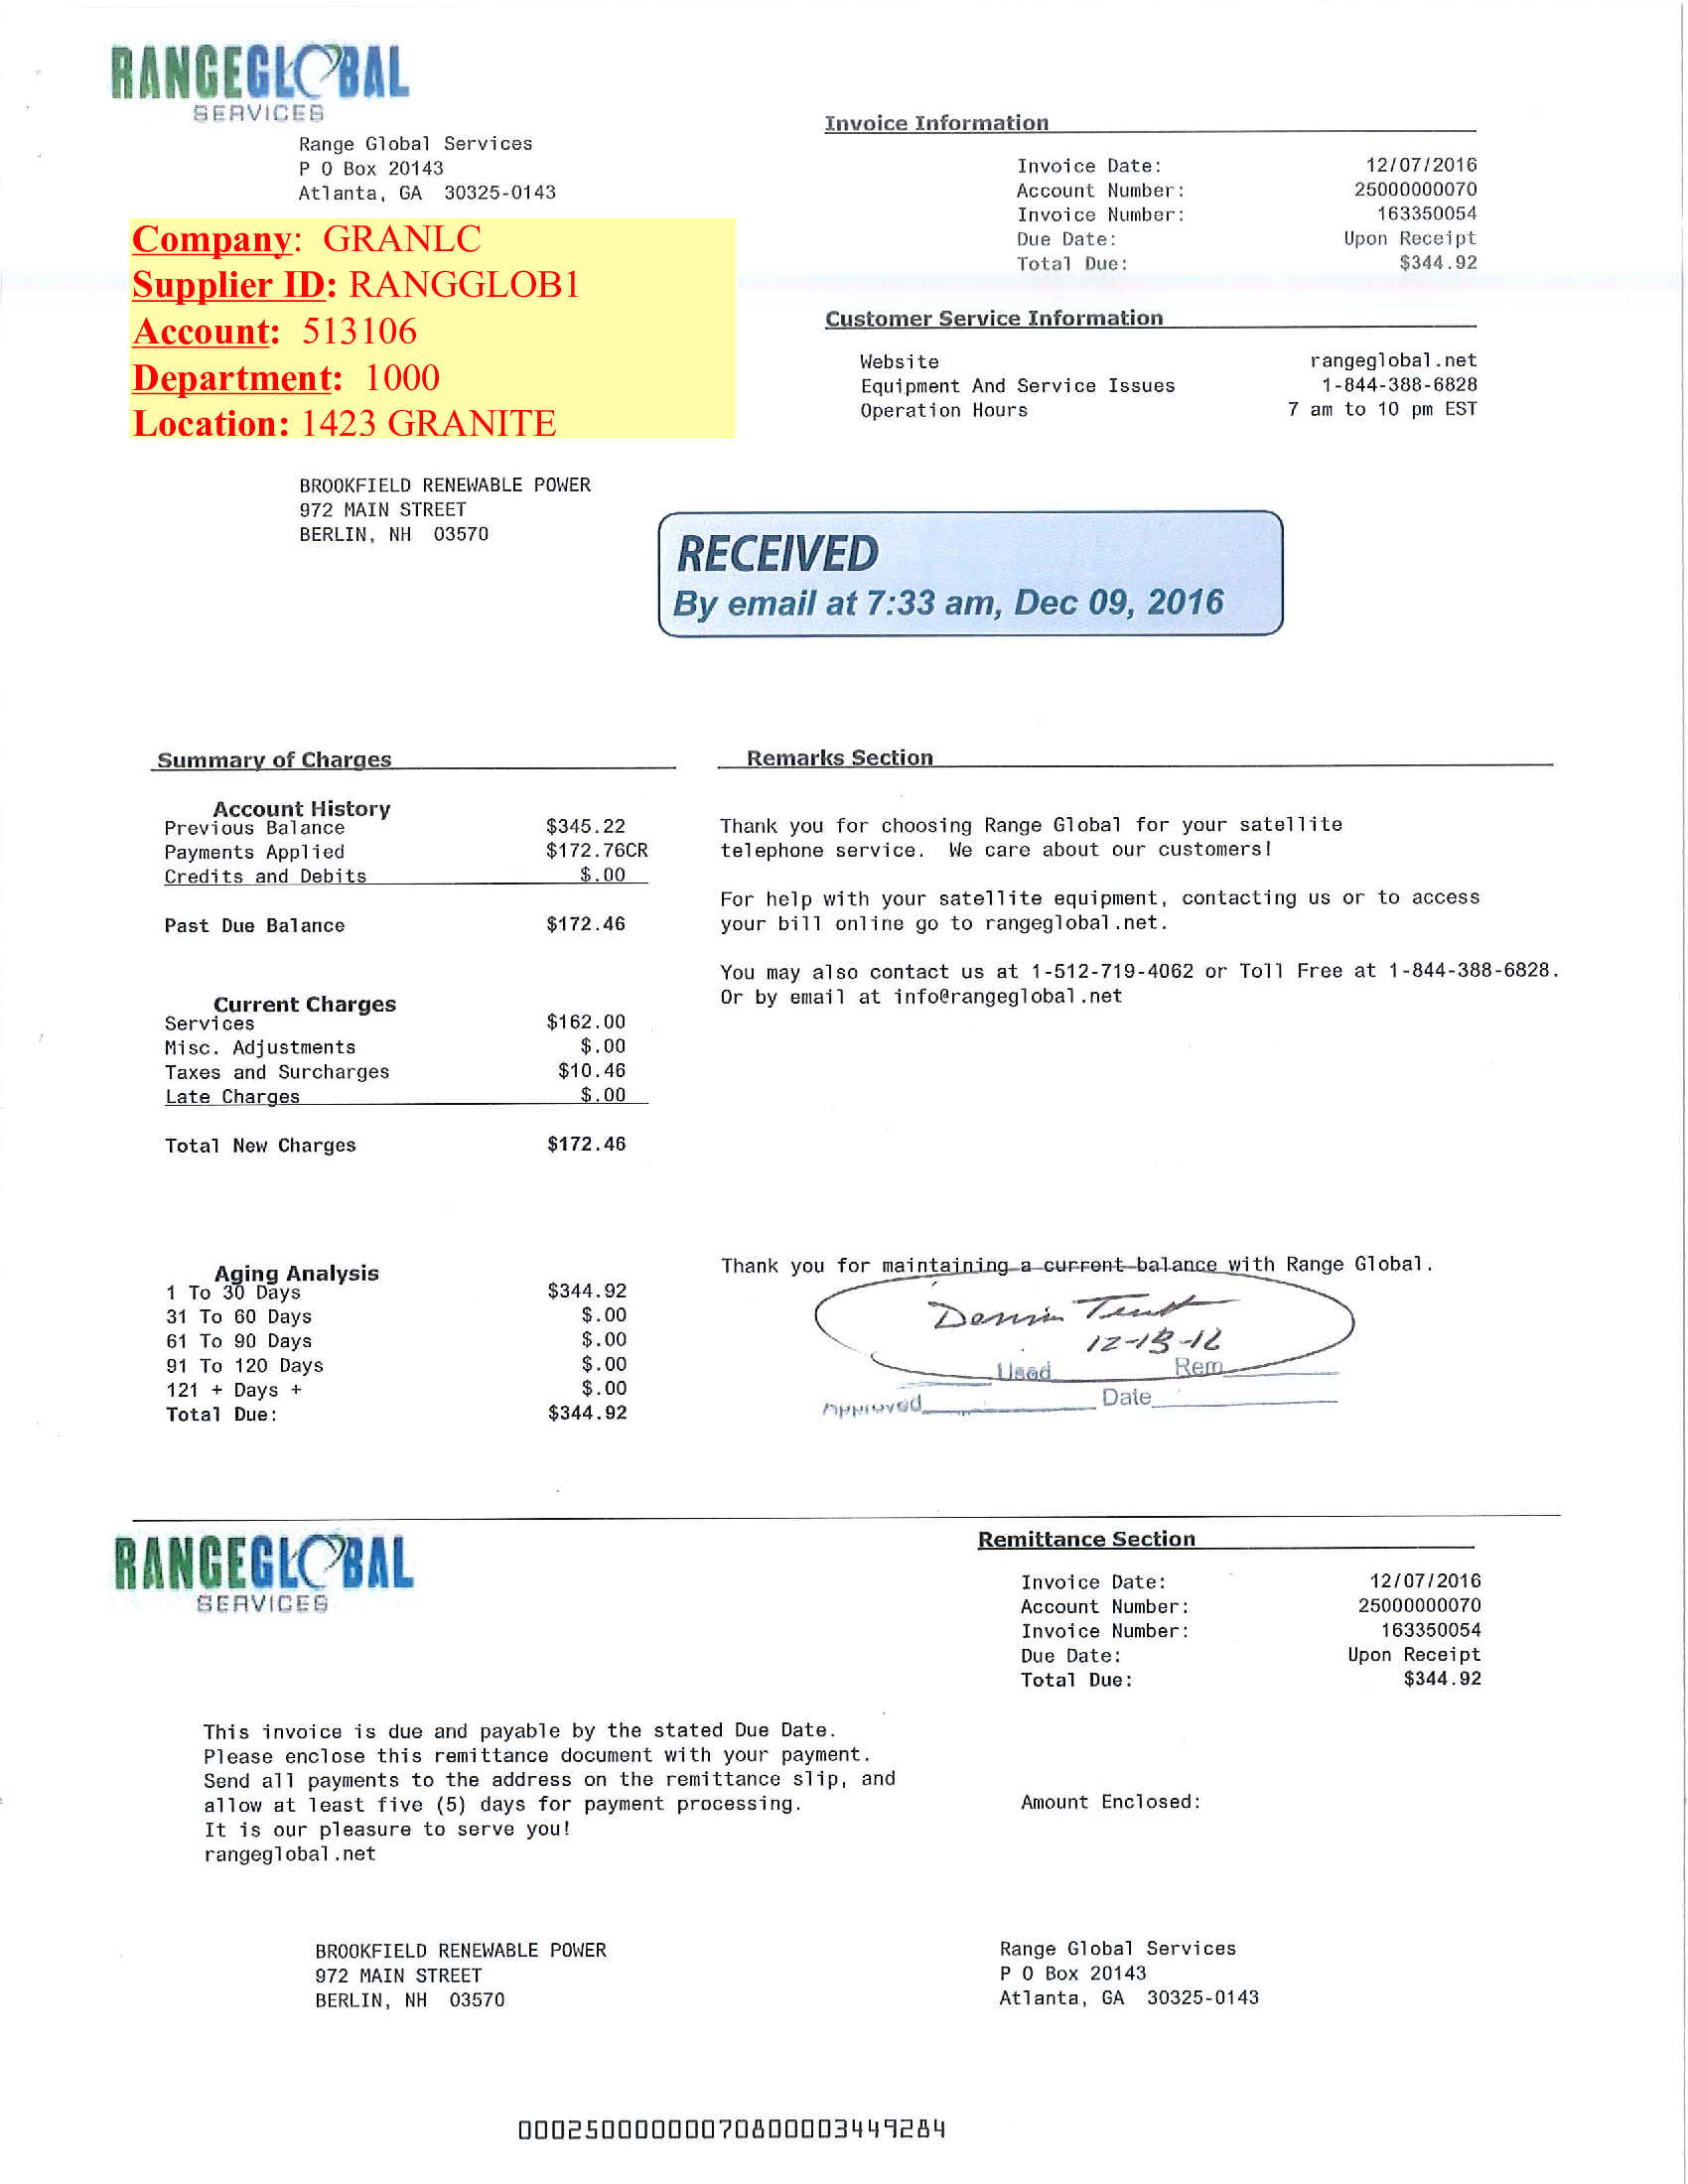 RANGEGLOBAL
SERVICES
Range Global Services
P O Box 20143
Atlanta, GA 30325-0143
Company: GRANLC
Supplier ID: RANGGLOB1
Account: 513106
Department: 1000
Location: 1423 GRANITE
Invoice Information
Invoice Date: 12/07/2016
Account Number: 25000000070
Invoice Number: 163350054
Due Date: Upon Receipt
Total Due: $344.92
Customer Service Information
Website rangeglobal.net
Equipment And Service Issues 1-844-388-6828
Operation Hours 7 am to 10 pm EST
BROOKFIELD RENEWABLE POWER
972 MAIN STREET
BERLIN, NH 03570
RECEIVED
By email at 7:33 am, Dec 09, 2016
Summary of Charges
Account History
Previous Balance $345.22
Payments Applied $172.76CR
Credits and Debits $.00
Past Due Balance $172.46
Current Charges
Services $162.00
Misc. Adjustments $.00
Taxes and Surcharges $10.46
Late Charges $.00
Total New Charges $172.46
Aging Analysis
1 To 30 Days $344.92
31 To 60 Days $.00
61 To 90 Days $.00
91 To 120 Days $.00
121 + Days + $.00
Total Due: $344.92
Remarks Section
Thank you for choosing Range Global for your satellite
telephone service. We care about our customers!
For help with your satellite equipment, contacting us or to access
your bill online go to rangeglobal.net.
You may also contact us at 1-512-719-4062 or Toll Free at 1-844-388-6828.
Or by email at info@rangeglobal.net
Thank you for maintaining a current balance with Range Global.
Used Rem
Approved Date
RANGEGLOBAL
SERVICES
Remittance Section
Invoice Date: 12/07/2016
Account Number: 25000000070
Invoice Number: 163350054
Due Date: Upon Receipt
Total Due: $344.92
This invoice is due and payable by the stated Due Date.
Please enclose this remittance document with your payment.
Send all payments to the address on the remittance slip, and
allow at least five (5) days for payment processing.
It is our pleasure to serve you!
rangeglobal.net
Amount Enclosed:
BROOKFIELD RENEWABLE POWER
972 MAIN STREET
BERLIN, NH 03570
Range Global Services
P O Box 20143
Atlanta, GA 30325-0143
000250000000070800003449284